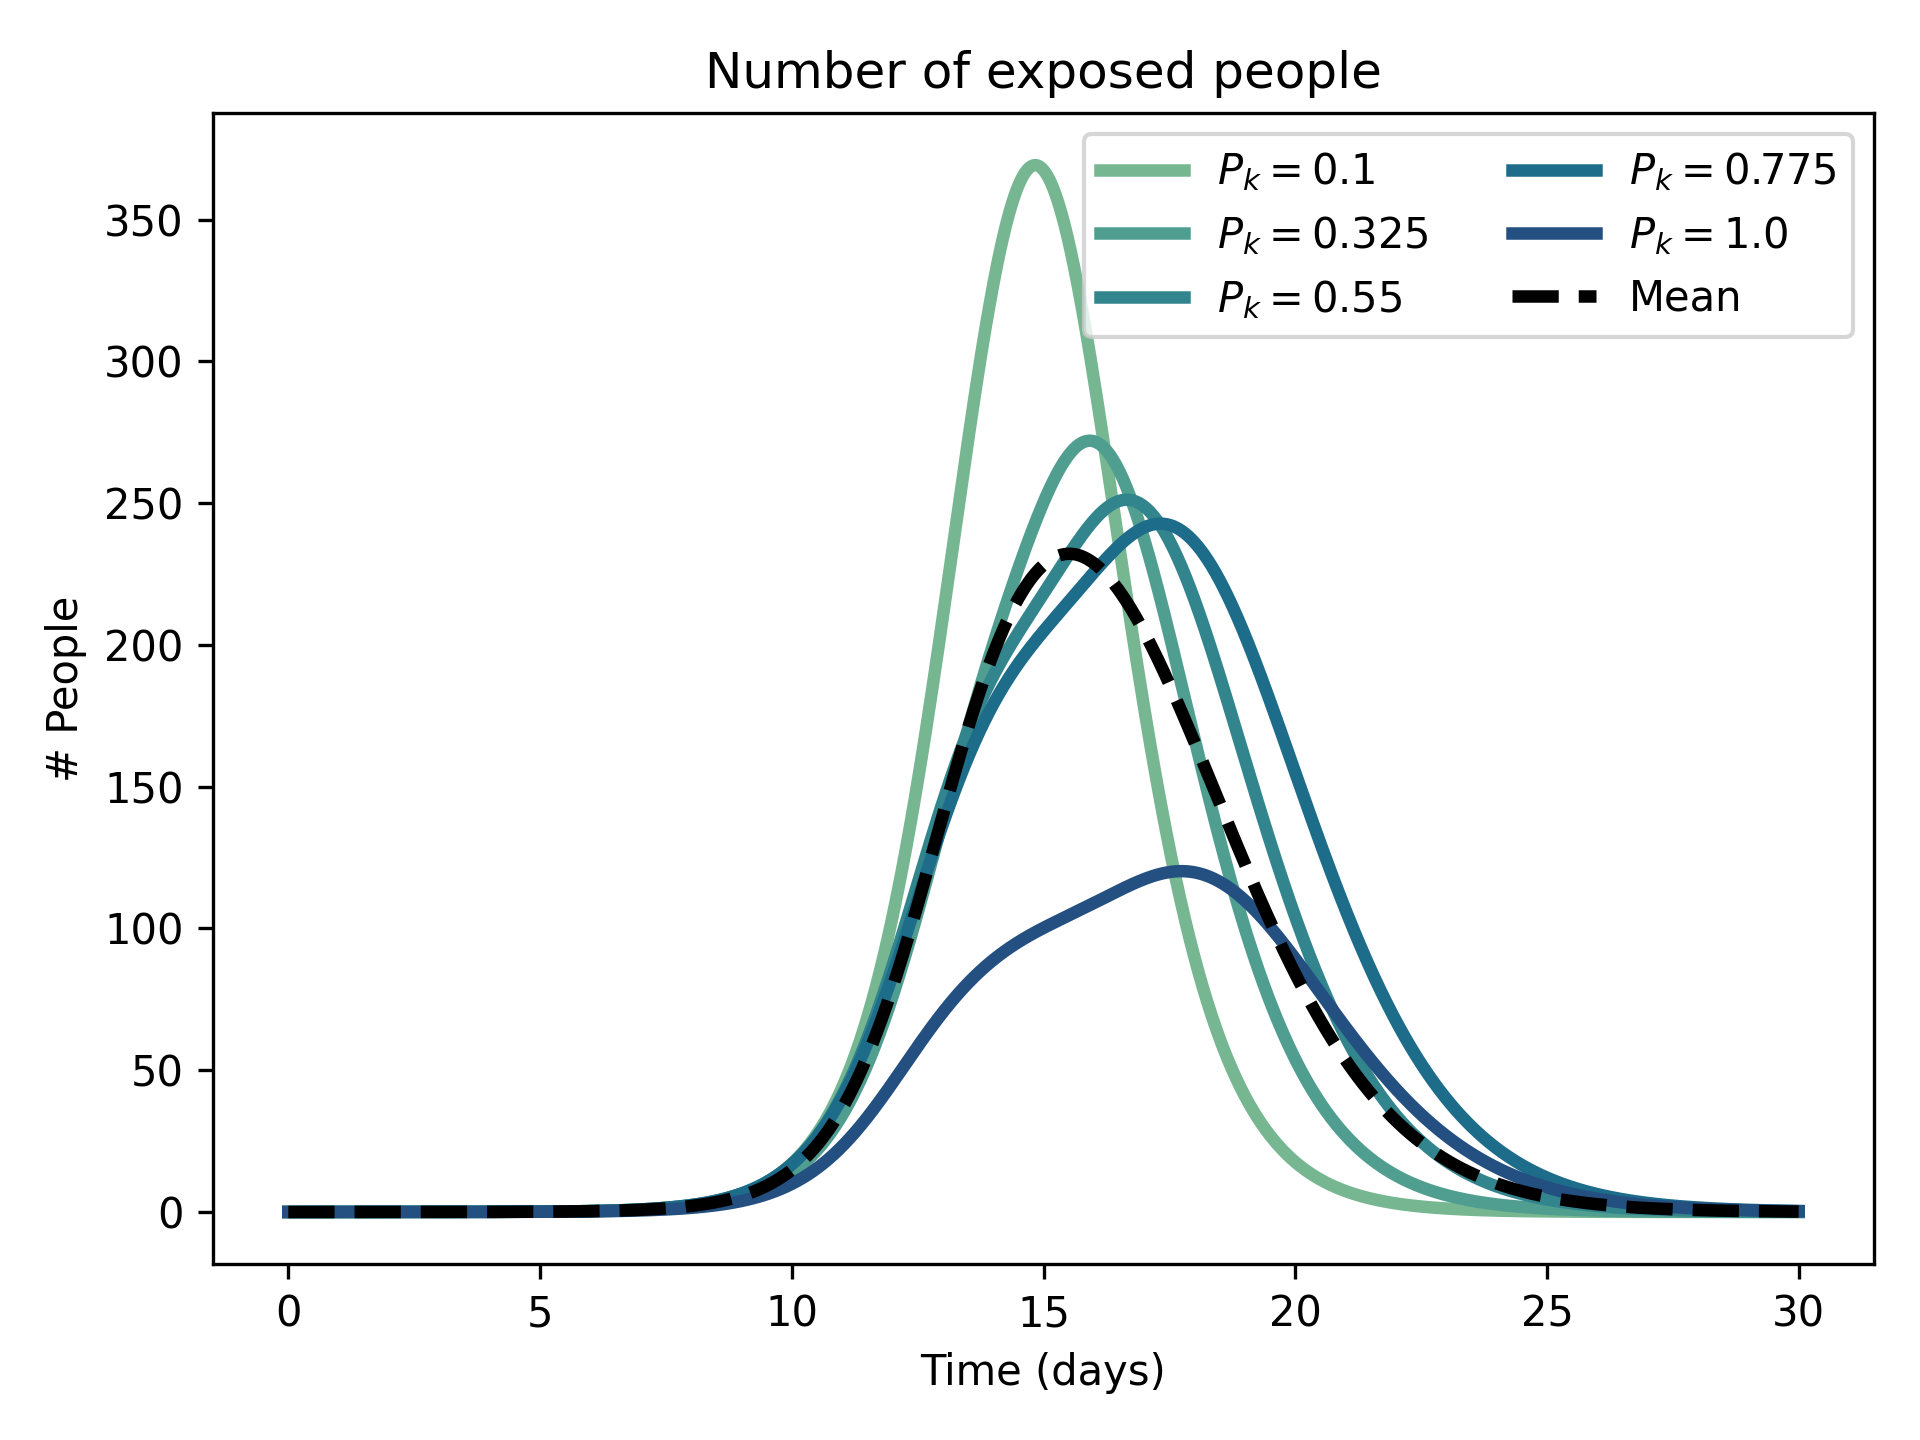 Number of exposed people
P_k = 0.1
P_k = 0.325
P_k = 0.55
P_k = 0.775
P_k = 1.0
Mean
# People
350
300
250
200
150
100
50
0
0 5 10 15 20 25 30
Time (days)